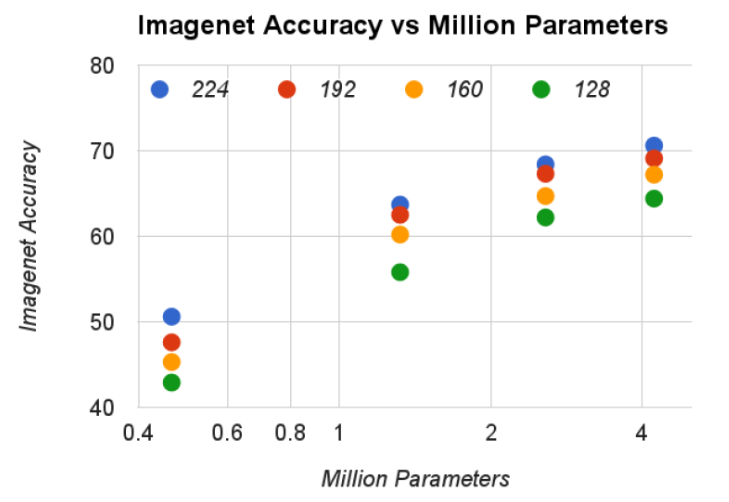 Imagenet Accuracy vs Million Parameters
80
224 192 160 128
70
60
50
40
Imagenet Accuracy
0.4 0.6 0.8 1 2 4
Million Parameters